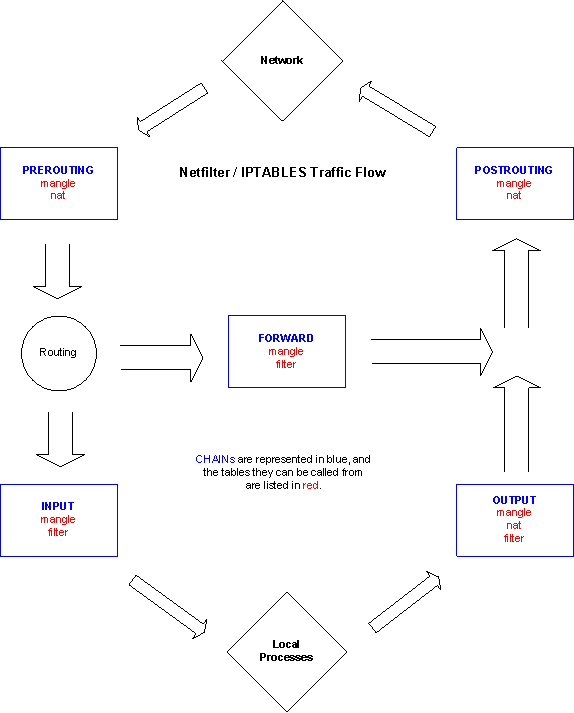 Network
PREROUTING
mangle
nat
Netfilter / IPTABLES Traffic Flow
POSTROUTING
mangle
nat
Routing
FORWARD
mangle
filter
CHAINs are represented in blue, and
the tables they can be called from
are listed in red.
INPUT
mangle
filter
OUTPUT
mangle
nat
filter
Local
Processes